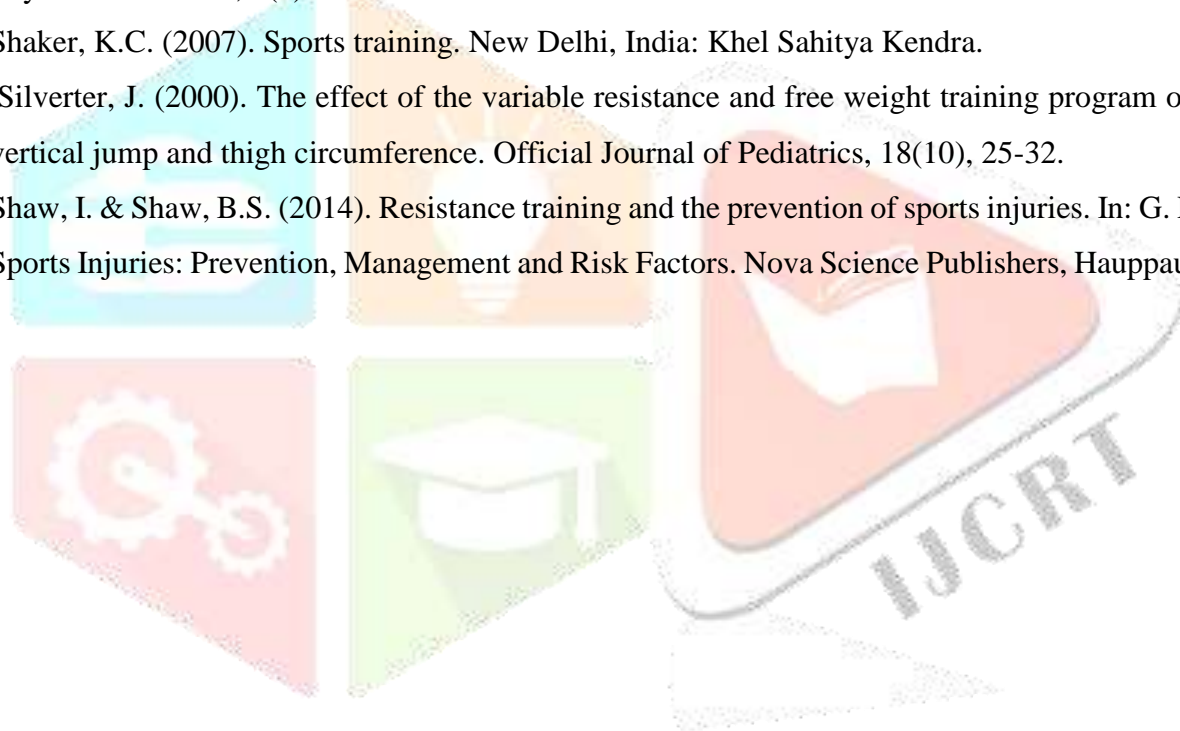 Shaker, K.C. (2007). Sports training. New Delhi, India: Khel Sahitya Kendra.
Silverter, J. (2000). The effect of the variable resistance and free weight training program
vertical jump and thigh circumference. Official Journal of Pediatrics, 18(10), 25-32.
Shaw, I. & Shaw, B.S. (2014). Resistance training and the prevention of sports injuries. In: G.
Sports Injuries: Prevention, Management and Risk Factors. Nova Science Publishers,
IJCRT